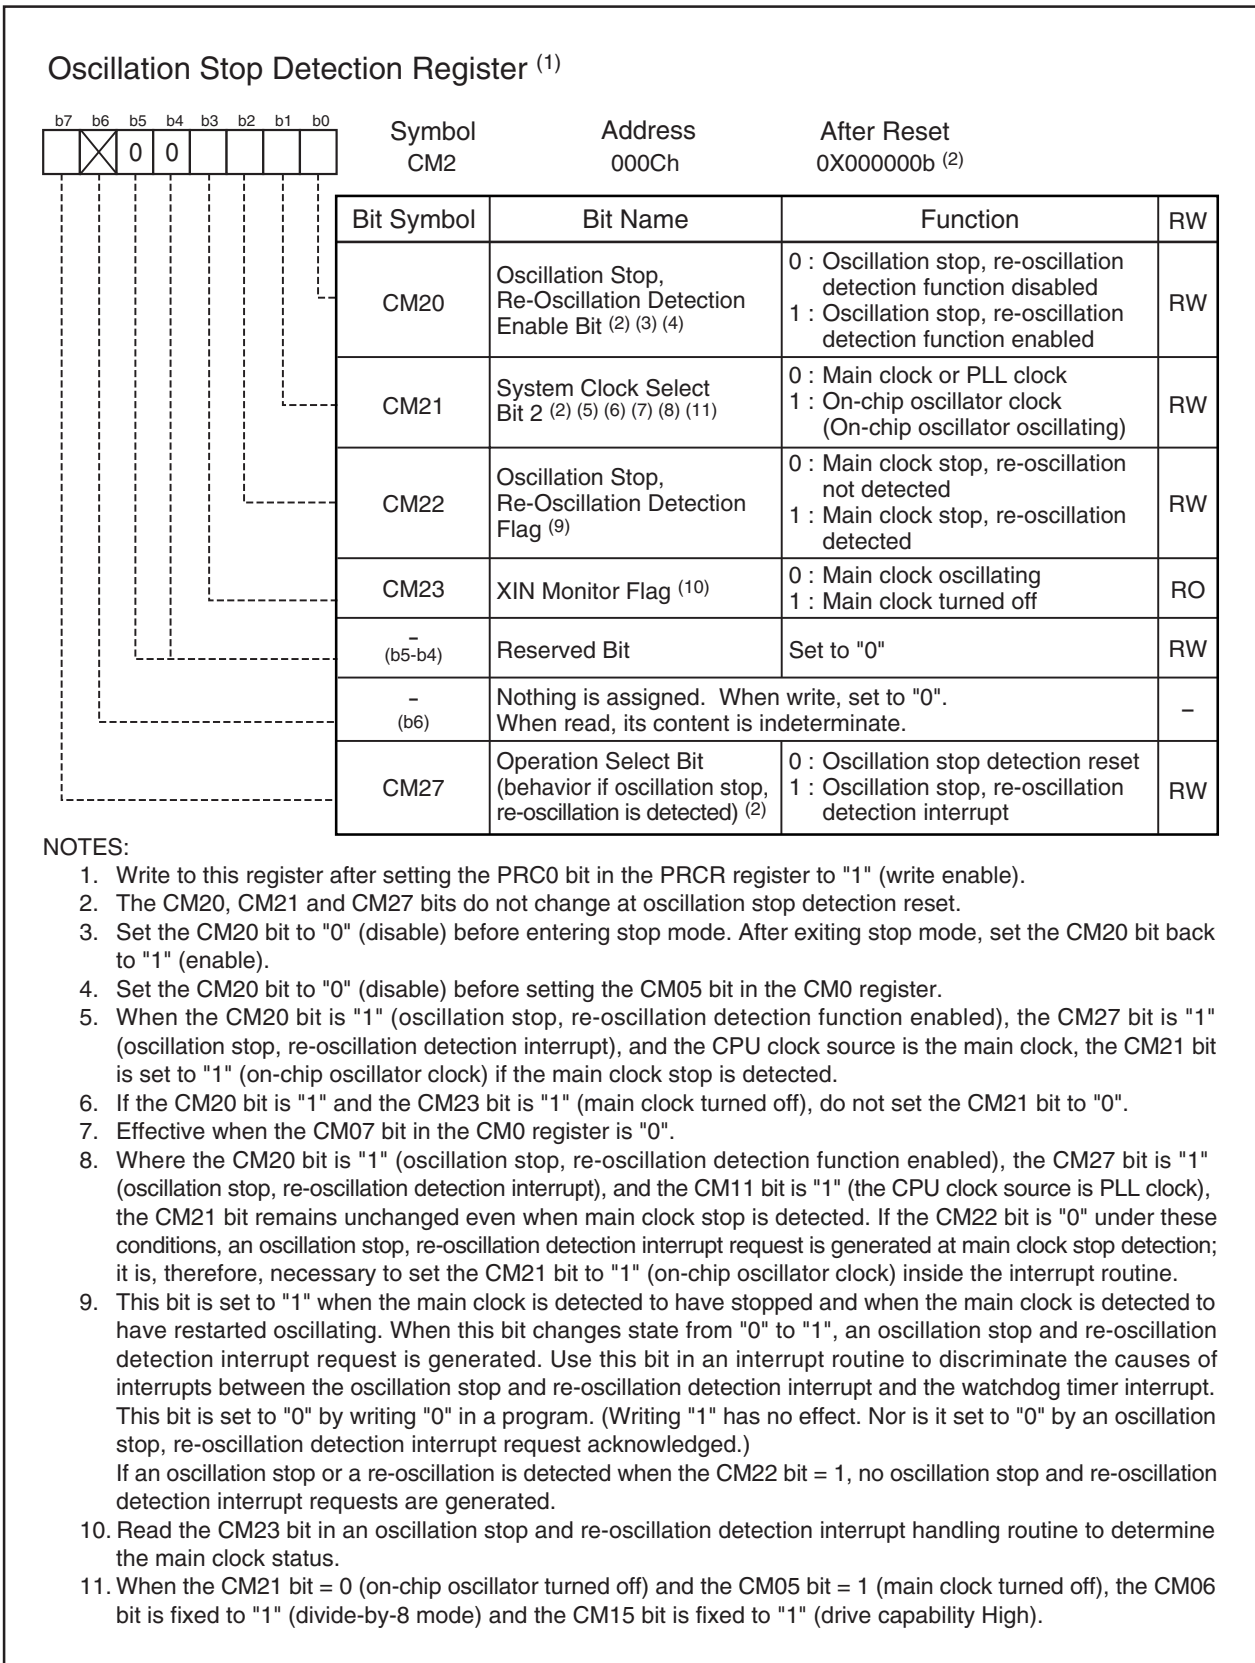 Oscillation Stop Detection Register (1)
b7 b6 b5 b4 b3 b2 b1 b0
0 0
Symbol Address After Reset
CM2 000Ch 0X000000b (2)
Bit Symbol Bit Name Function RW
CM20
Oscillation Stop,
Re-Oscillation Detection
Enable Bit (2) (3) (4)
0 : Oscillation stop, re-oscillation
detection function disabled
1 : Oscillation stop, re-oscillation
detection function enabled
RW
CM21
System Clock Select
Bit 2 (2) (5) (6) (7) (8) (11)
0 : Main clock or PLL clock
1 : On-chip oscillator clock
(On-chip oscillator oscillating)
RW
CM22
Oscillation Stop,
Re-Oscillation Detection
Flag (9)
0 : Main clock stop, re-oscillation
not detected
1 : Main clock stop, re-oscillation
detected
RW
CM23
XIN Monitor Flag (10)
0 : Main clock oscillating
1 : Main clock turned off
RO
–
(b5-b4)
Reserved Bit
Set to "0"
RW
–
(b6)
Nothing is assigned. When write, set to "0".
When read, its content is indeterminate.
–
CM27
Operation Select Bit
(behavior if oscillation stop,
re-oscillation is detected) (2)
0 : Oscillation stop detection reset
1 : Oscillation stop, re-oscillation
detection interrupt
RW
NOTES:
1. Write to this register after setting the PRC0 bit in the PRCR register to "1" (write enable).
2. The CM20, CM21 and CM27 bits do not change at oscillation stop detection reset.
3. Set the CM20 bit to "0" (disable) before entering stop mode. After exiting stop mode, set the CM20 bit back
to "1" (enable).
4. Set the CM20 bit to "0" (disable) before setting the CM05 bit in the CM0 register.
5. When the CM20 bit is "1" (oscillation stop, re-oscillation detection function enabled), the CM27 bit is "1"
(oscillation stop, re-oscillation detection interrupt), and the CPU clock source is the main clock, the CM21 bit
is set to "1" (on-chip oscillator clock) if the main clock stop is detected.
6. If the CM20 bit is "1" and the CM23 bit is "1" (main clock turned off), do not set the CM21 bit to "0".
7. Effective when the CM07 bit in the CM0 register is "0".
8. Where the CM20 bit is "1" (oscillation stop, re-oscillation detection function enabled), the CM27 bit is "1"
(oscillation stop, re-oscillation detection interrupt), and the CM11 bit is "1" (the CPU clock source is PLL clock),
the CM21 bit remains unchanged even when main clock stop is detected. If the CM22 bit is "0" under these
conditions, an oscillation stop, re-oscillation detection interrupt request is generated at main clock stop detection;
it is, therefore, necessary to set the CM21 bit to "1" (on-chip oscillator clock) inside the interrupt routine.
9. This bit is set to "1" when the main clock is detected to have stopped and when the main clock is detected to
have restarted oscillating. When this bit changes state from "0" to "1", an oscillation stop and re-oscillation
detection interrupt request is generated. Use this bit in an interrupt routine to discriminate the causes of
interrupts between the oscillation stop and re-oscillation detection interrupt and the watchdog timer interrupt.
This bit is set to "0" by writing "0" in a program. (Writing "1" has no effect. Nor is it set to "0" by an oscillation
stop, re-oscillation detection interrupt request acknowledged.)
If an oscillation stop or a re-oscillation is detected when the CM22 bit = 1, no oscillation stop and re-oscillation
detection interrupt requests are generated.
10. Read the CM23 bit in an oscillation stop and re-oscillation detection interrupt handling routine to determine
the main clock status.
11. When the CM21 bit = 0 (on-chip oscillator turned off) and the CM05 bit = 1 (main clock turned off), the CM06
bit is fixed to "1" (divide-by-8 mode) and the CM15 bit is fixed to "1" (drive capability High).